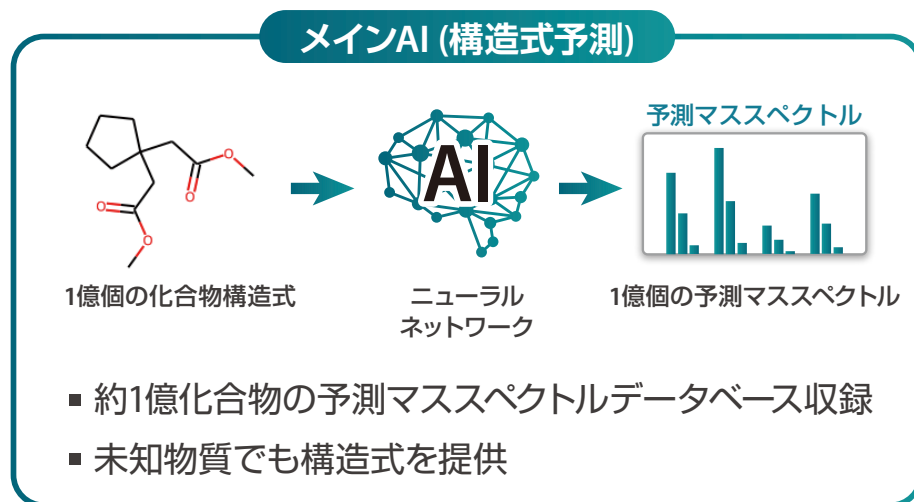 メインAI (構造式予測)
予測マススペクトル
AI
O
O
O
O
1億個の化合物構造式
ニューラル
ネットワーク
1億個の予測マススペクトル
▪ 約1億化合物の予測マススペクトルデータベース収録
▪ 未知物質でも構造式を提供